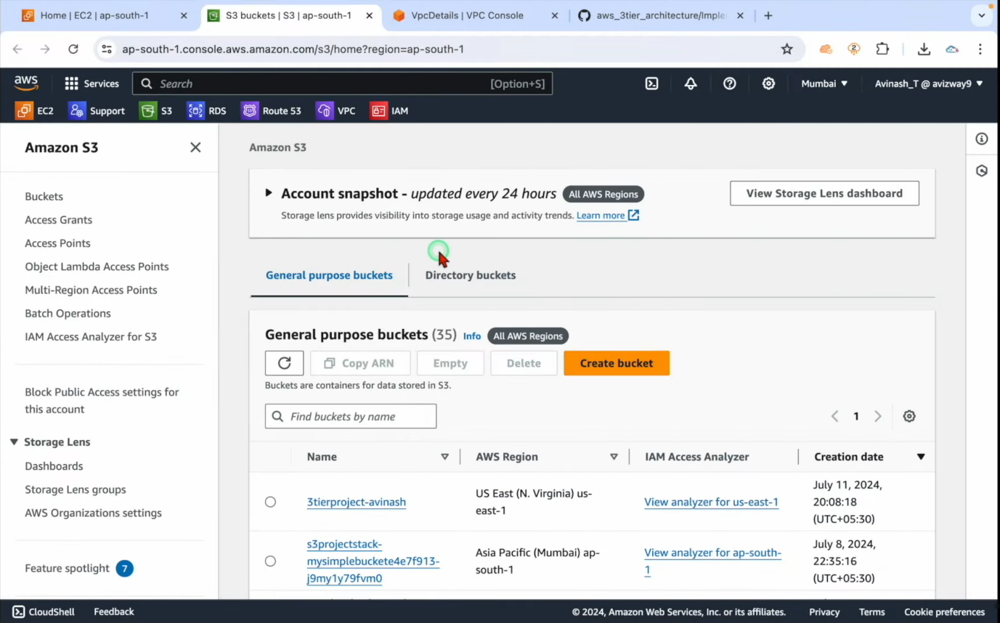 Home | EC2 | ap-south-1
S3 buckets | S3 | ap-south-1
VpcDetails | VPC Console
aws_3tier_architecture/Imple
ap-south-1.console.aws.amazon.com/s3/home?region=ap-south-1
aws
Services
Search
[Option+S]
Mumbai
Avinash_T @ avizway9
EC2
Support
S3
RDS
Route 53
VPC
IAM
Amazon S3
Buckets
Access Grants
Access Points
Object Lambda Access Points
Multi-Region Access Points
Batch Operations
IAM Access Analyzer for S3
Block Public Access settings for
this account
Storage Lens
Dashboards
Storage Lens groups
AWS Organizations settings
Feature spotlight 7
Amazon S3
Account snapshot - updated every 24 hours All AWS Regions
Storage lens provides visibility into storage usage and activity trends. Learn more
View Storage Lens dashboard
General purpose buckets
Directory buckets
General purpose buckets (35) Info All AWS Regions
Copy ARN
Empty
Delete
Create bucket
Buckets are containers for data stored in S3.
Find buckets by name
1
Name
AWS Region
IAM Access Analyzer
Creation date
3tierproject-avinash
US East (N. Virginia) us-
east-1
View analyzer for us-east-1
July 11, 2024,
20:08:18
(UTC+05:30)
s3projectstack-
mysimplebuckete4e7f913-
j9my1y79fvm0
Asia Pacific (Mumbai) ap-
south-1
View analyzer for ap-south-
1
July 8, 2024,
22:35:16
(UTC+05:30)
CloudShell
Feedback
© 2024, Amazon Web Services, Inc. or its affiliates.
Privacy
Terms
Cookie preferences